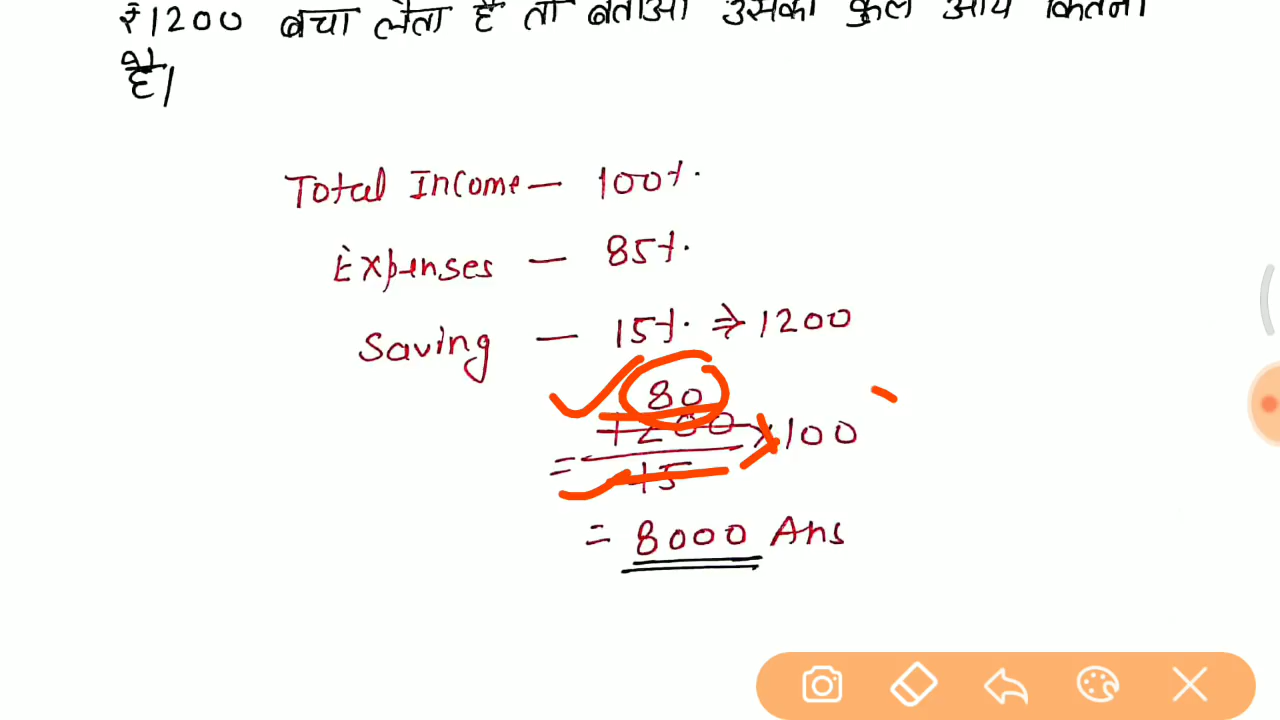 ₹1200 बचा लेता है तो बताओ उसकी कुल आय कितनी
है।
Total Income — 100%.
Expenses — 85%.
Saving — 15%. ⇒ 1200
80
1200 × 100
= 15
= 8000 Ans